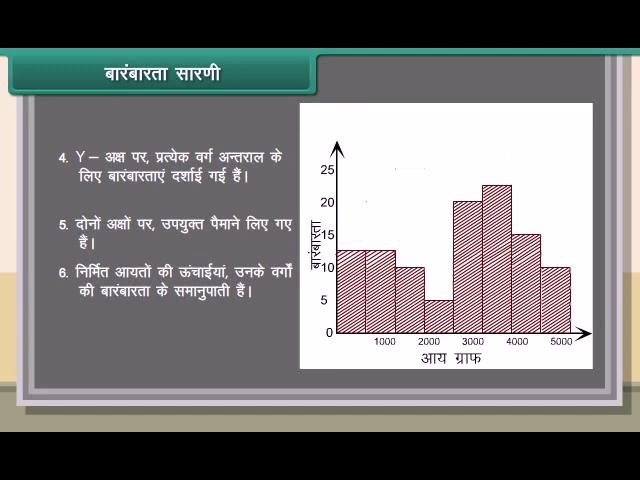 बारंबारता सारणी
4. Y – अक्ष पर, प्रत्येक वर्ग अन्तराल के
लिए बारंबारताएं दर्शाई गई हैं।
5. दोनों अक्षों पर, उपयुक्त पैमाने लिए गए
हैं।
6. निर्मित आयतों की ऊंचाईयां, उनके वर्गों
की बारंबारता के समानुपाती हैं।
बारंबारता
25
20
15
10
5
0
1000 2000 3000 4000 5000
आय ग्राफ